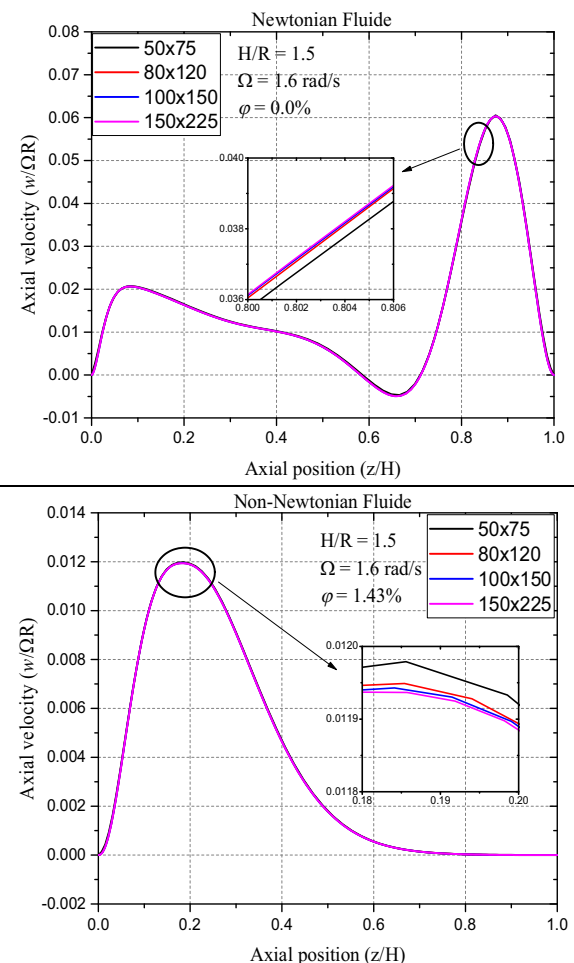 Newtonian Fluide
0.08
0.07
0.06
0.05
0.04
0.03
0.02
0.01
0.00
-0.01
Axial velocity (w/ΩR)
50x75
80x120
100x150
150x225
H/R = 1.5
Ω = 1.6 rad/s
φ = 0.0%
0.040
0.038
0.036
0.800 0.802 0.804 0.806
0.0 0.2 0.4 0.6 0.8 1.0
Axial position (z/H)
Non-Newtonian Fluide
0.014
0.012
0.010
0.008
0.006
0.004
0.002
0.000
-0.002
Axial velocity (w/ΩR)
H/R = 1.5
Ω = 1.6 rad/s
φ = 1.43%
50x75
80x120
100x150
150x225
0.0120
0.0119
0.0118
0.18 0.19 0.20
0.0 0.2 0.4 0.6 0.8 1.0
Axial position (z/H)